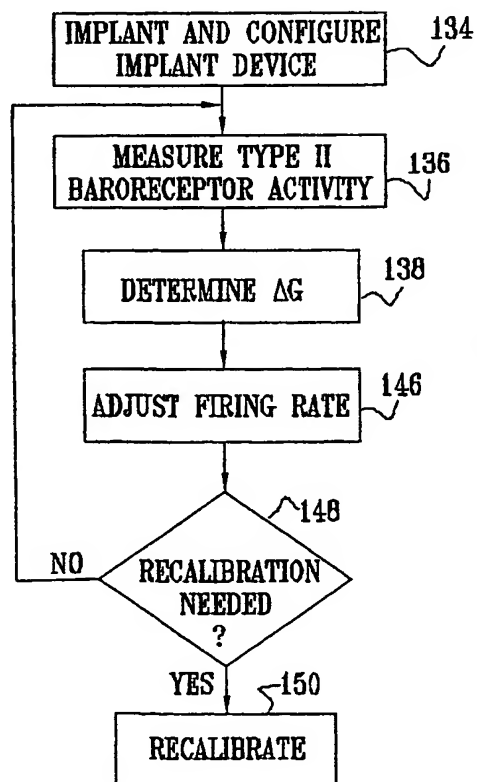 IMPLANT AND CONFIGURE
IMPLANT DEVICE
134
MEASURE TYPE II
BARORECEPTOR ACTIVITY
136
DETERMINE ΔG
138
ADJUST FIRING RATE
146
148
RECALIBRATION
NEEDED
?
NO
YES
150
RECALIBRATE